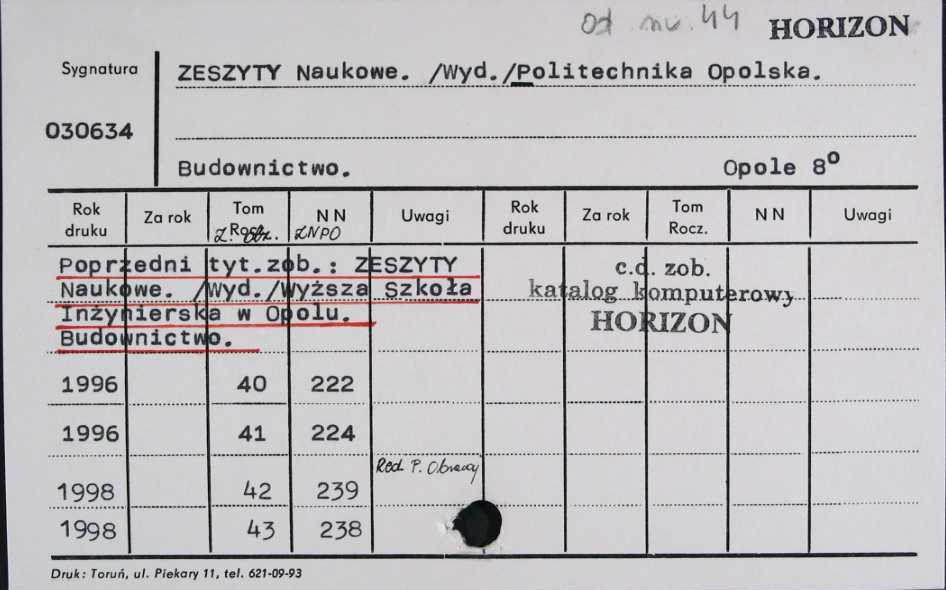 Od nu. 44 HORIZON
Sygnatura
030634
ZESZYTY Naukowe. /Wyd./Politechnika Opolska.
Budownictwo. Opole 8°
Rok druku Za rok Tom Rocz. NN Uwagi Rok druku Za rok Tom Rocz. NN Uwagi
ZNPO
Poprzedni tyt.zob.: ZESZYTY
Naukowe. /Wyd./Wyższa Szkoła
Inżynierska w Opolu.
Budownictwo.
c.d. zob.
katalog komputerowy
HORIZON
1996 40 222
1996 41 224
Red. P.
1998 42 239
1998 43 238
Druk: Toruń, ul. Piekary 11, tel. 621-09-93